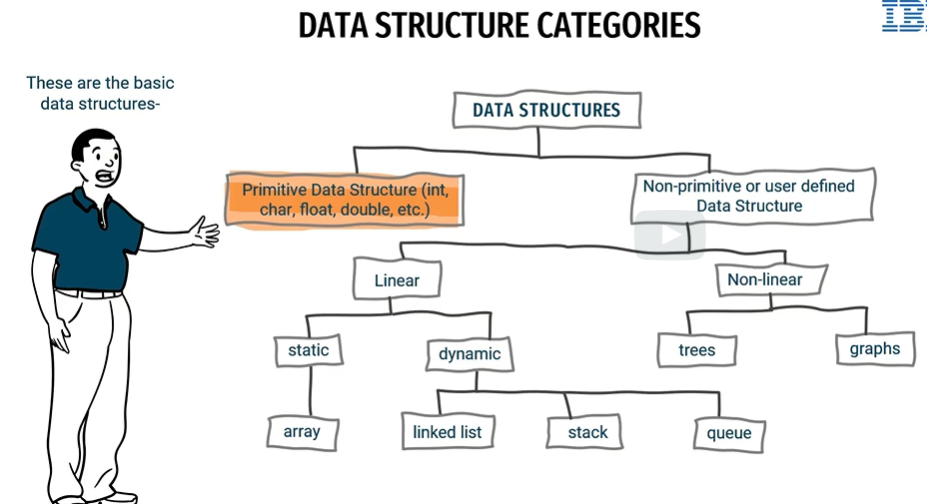 DATA STRUCTURE CATEGORIES
These are the basic
data structures-
DATA STRUCTURES
Primitive Data Structure (int,
char, float, double, etc.)
Non-primitive or user defined
Data Structure
Linear
Non-linear
static
dynamic
trees
graphs
array
linked list
stack
queue